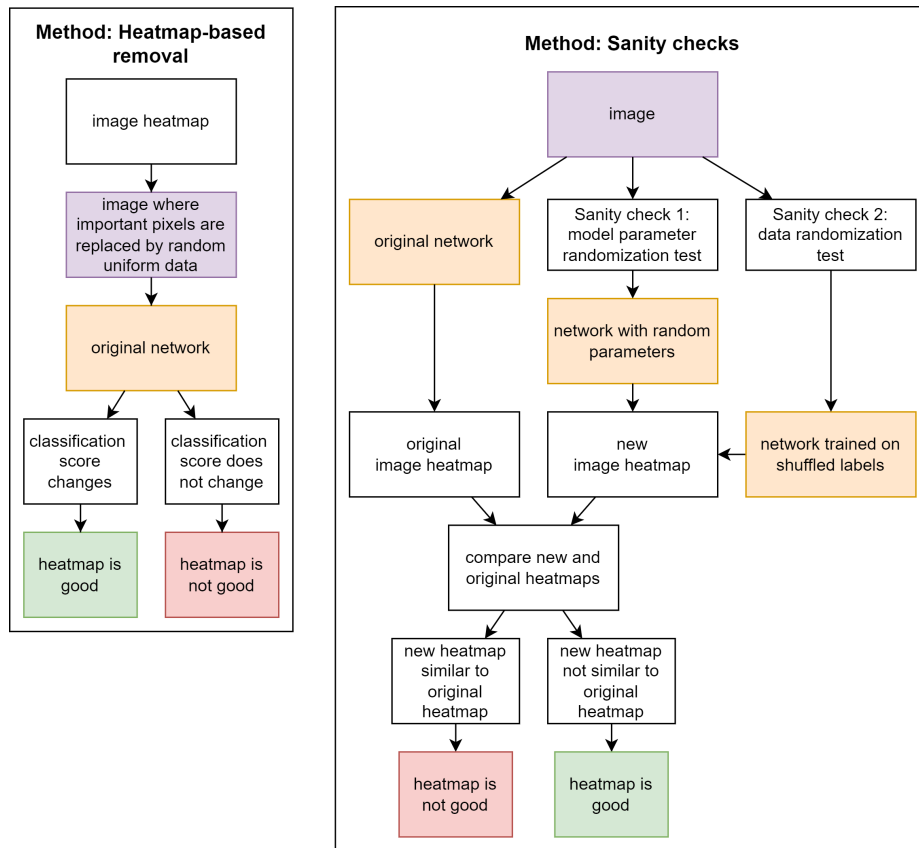 Method: Heatmap-based
removal
image heatmap
image where
important pixels are
replaced by random
uniform data
original network
classification
score
changes
classification
score does
not change
heatmap is
good
heatmap is
not good
Method: Sanity checks
image
original network
Sanity check 1:
model parameter
randomization test
Sanity check 2:
data randomization
test
network with random
parameters
original
image heatmap
new
image heatmap
network trained on
shuffled labels
compare new and
original heatmaps
new heatmap
similar to
original
heatmap
new heatmap
not similar to
original
heatmap
heatmap is
not good
heatmap is
good